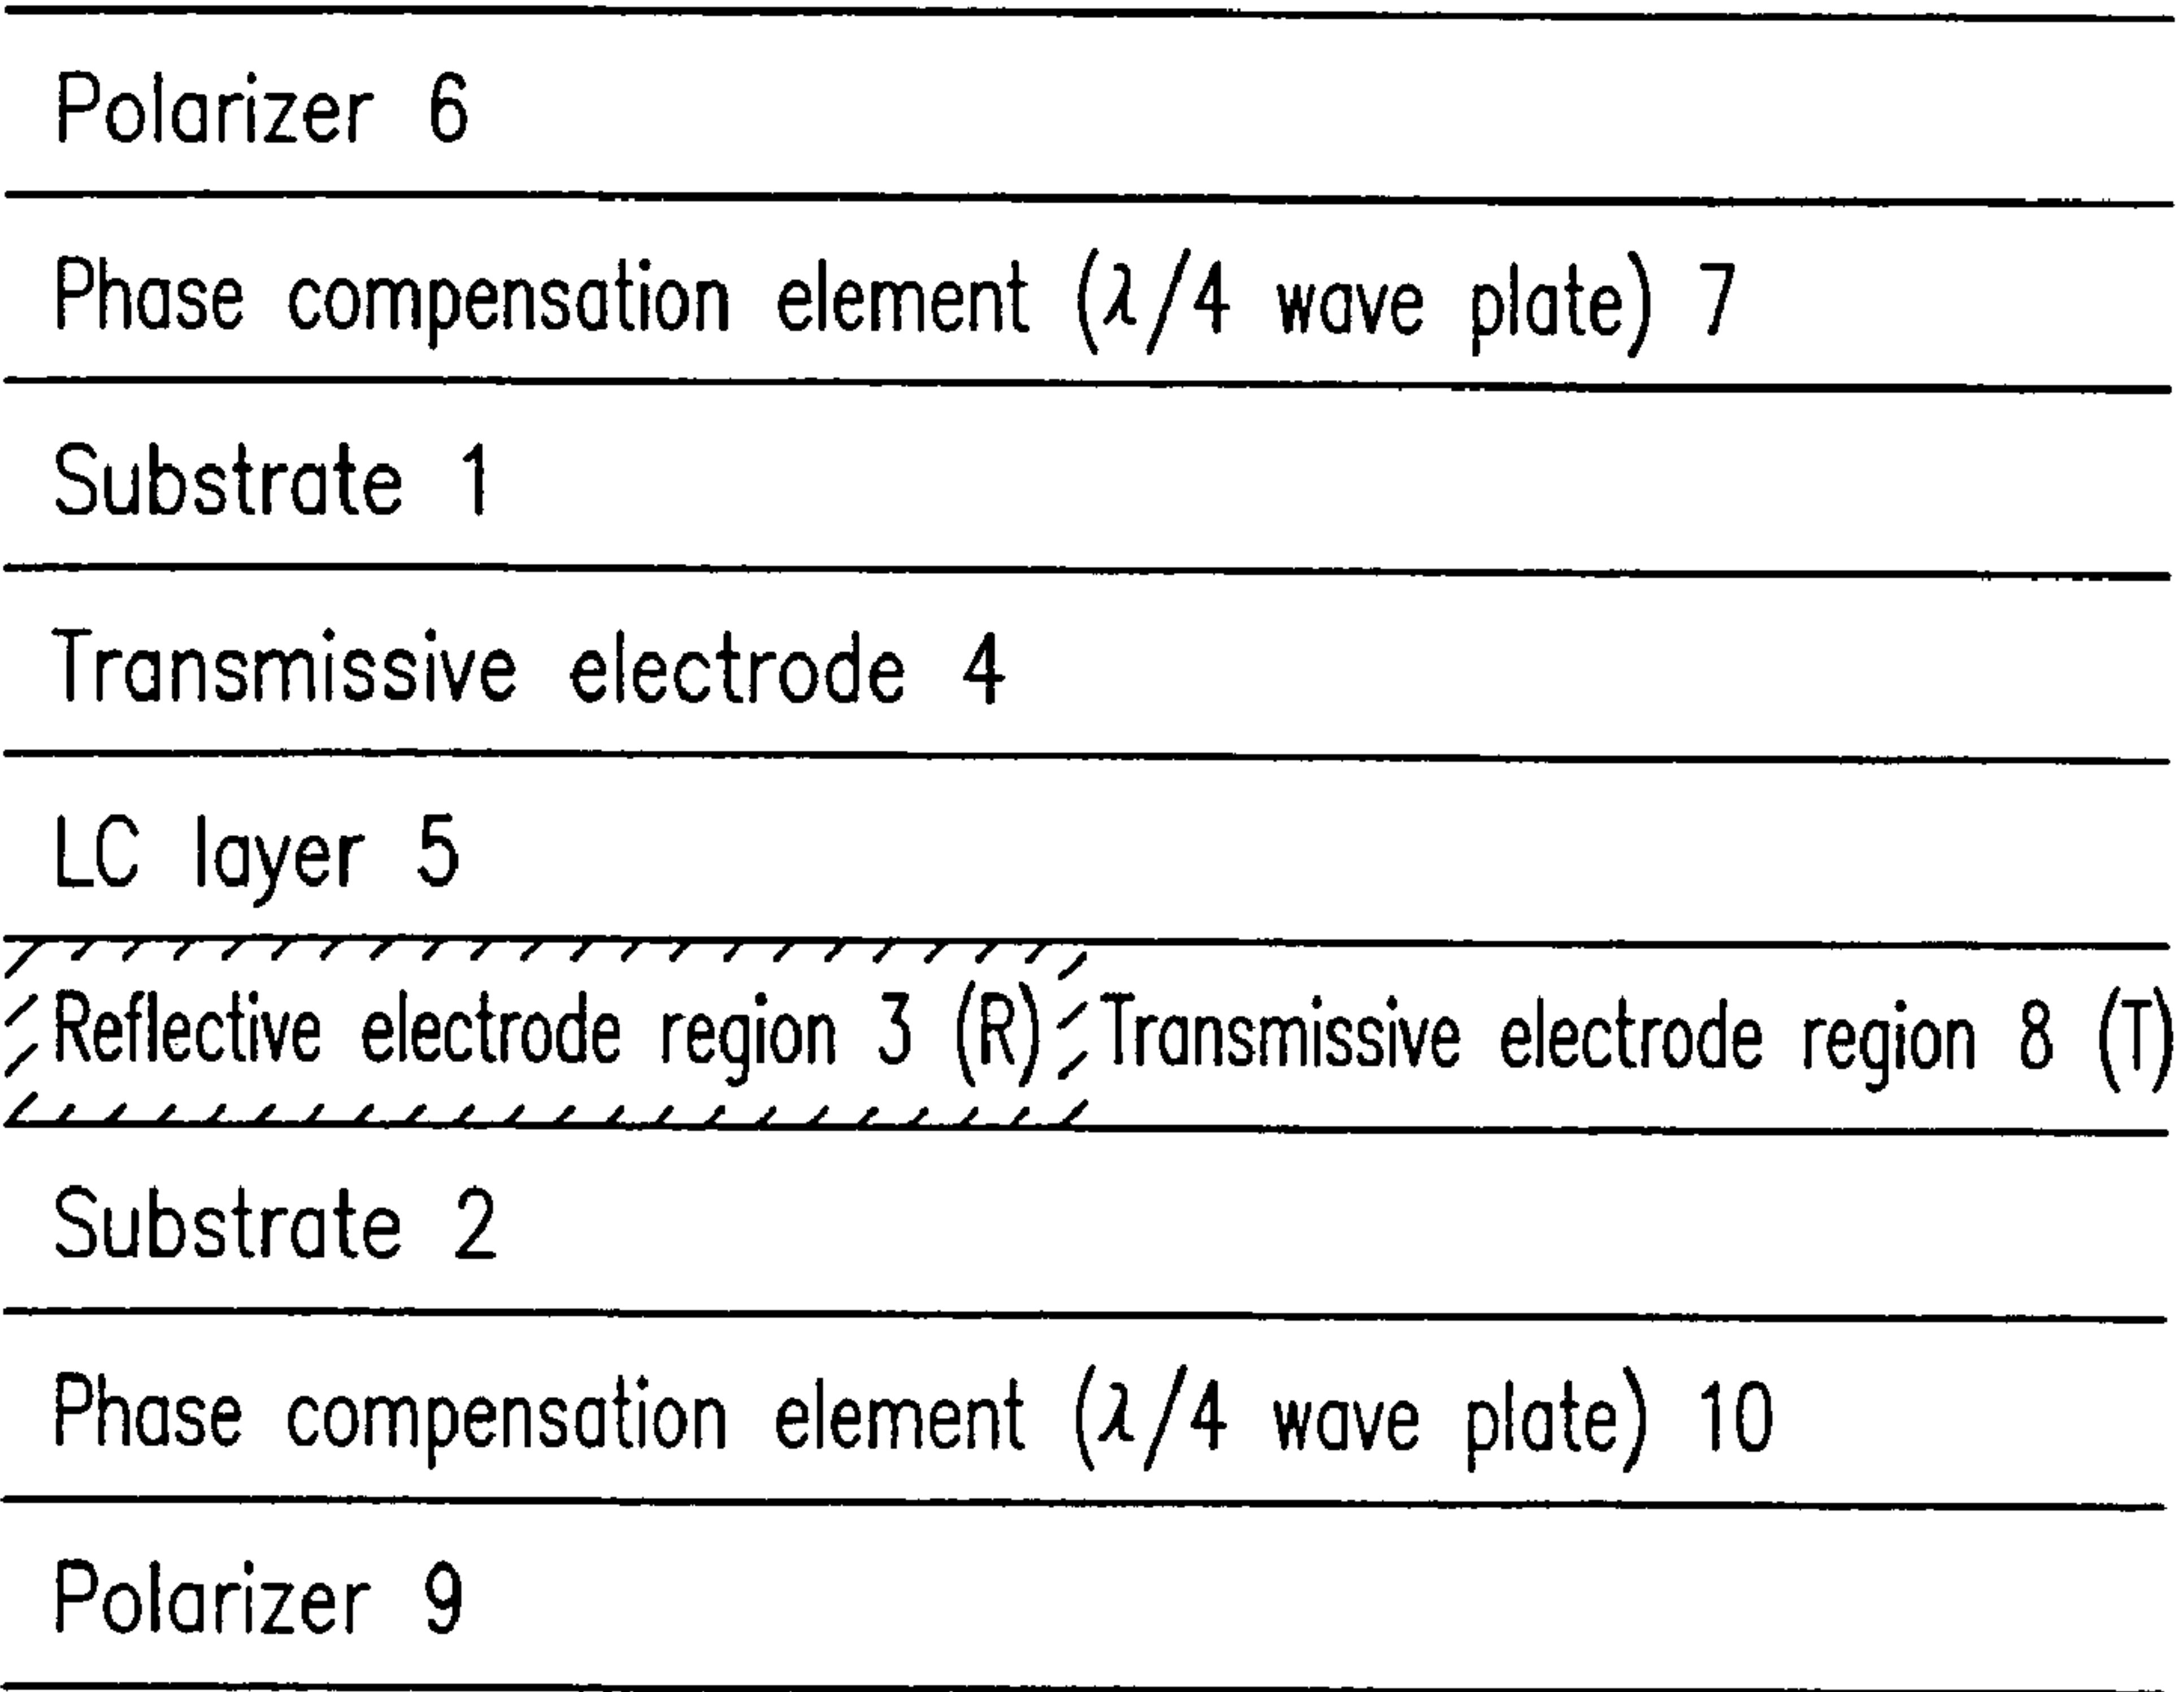 Polarizer 6
Phase compensation element (λ/4 wave plate) 7
Substrate 1
Transmissive electrode 4
LC layer 5
Reflective electrode region 3 (R) Transmissive electrode region 8 (T)
Substrate 2
Phase compensation element (λ/4 wave plate) 10
Polarizer 9